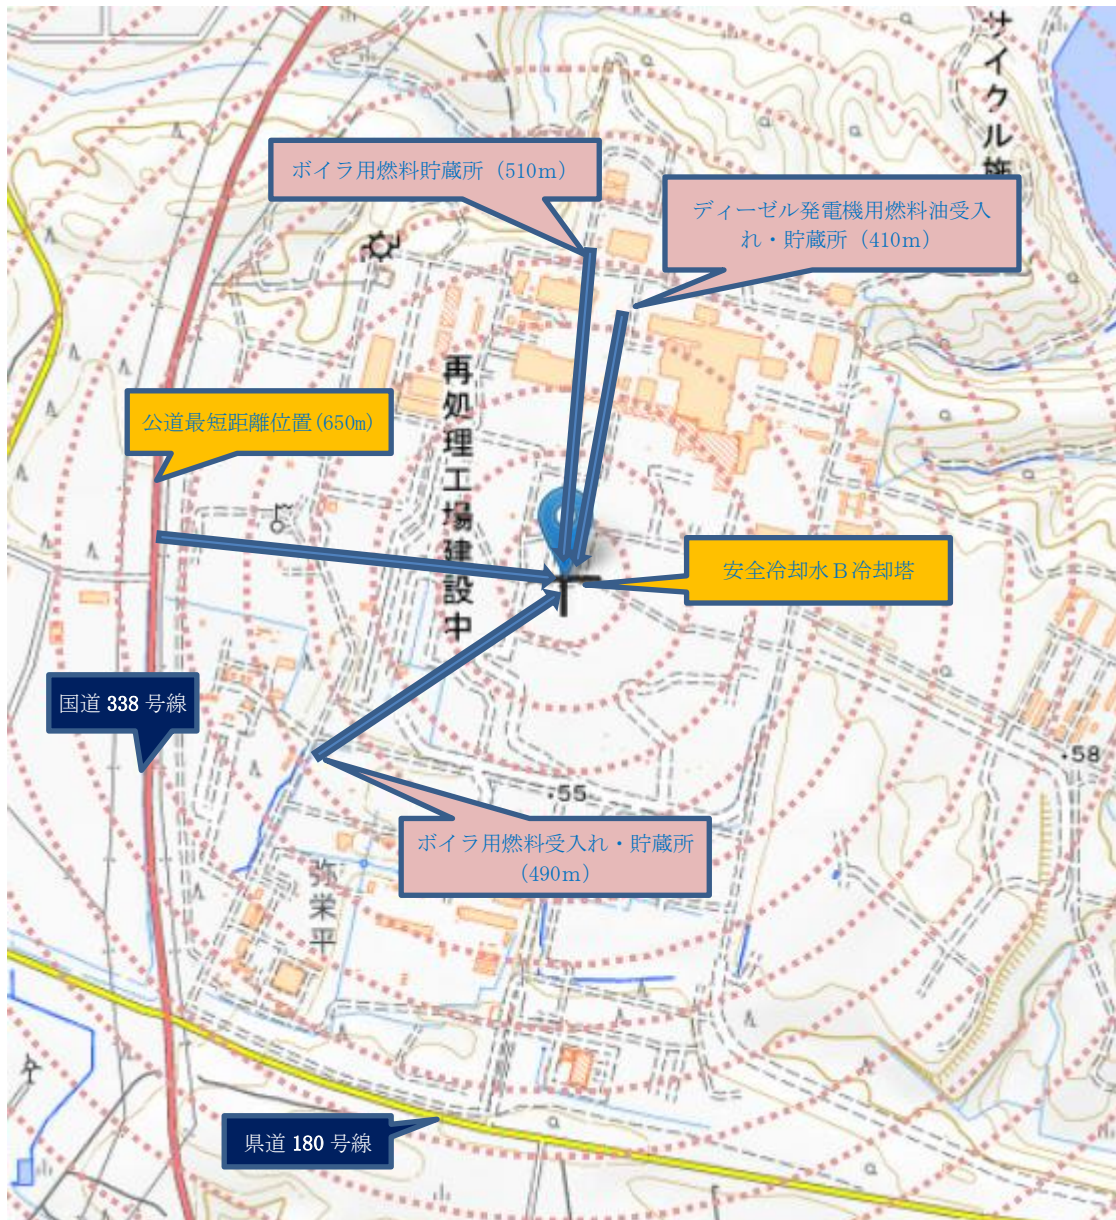 サイクル施
ボイラ用燃料貯蔵所（510ｍ）
ディーゼル発電機用燃料油受入
れ・貯蔵所（410ｍ）
再処理工場建設中
公道最短距離位置(650m)
安全冷却水Ｂ冷却塔
国道 338 号線
・58
・55
ボイラ用燃料受入れ・貯蔵所
（490ｍ）
弥栄平
県道 180 号線